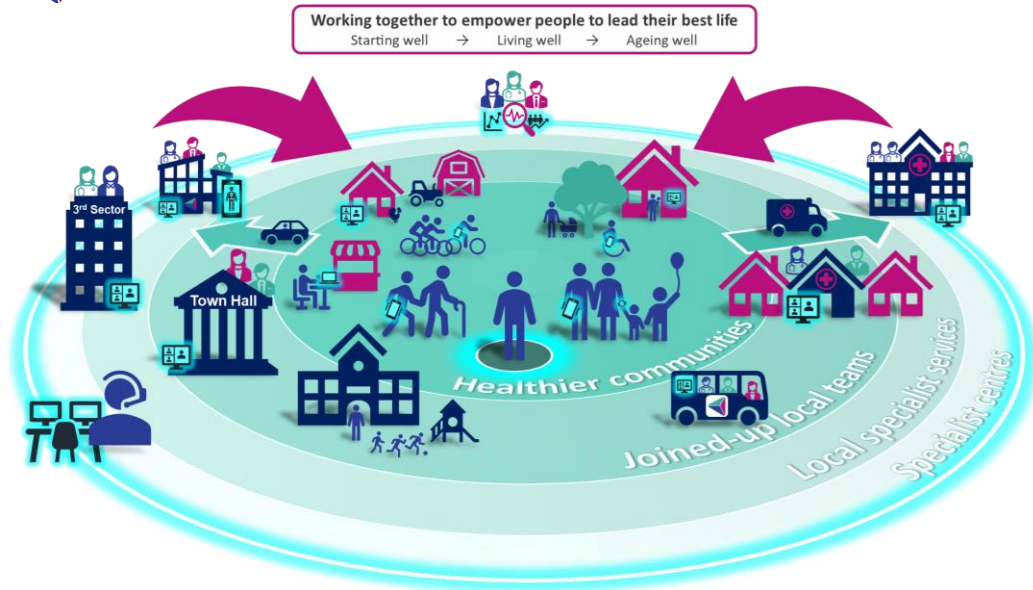 Working together to empower people to lead their best life
Starting well → Living well → Ageing well
3rd Sector
Town Hall
Healthier communities
Joined-up local teams
Local specialist services
Specialist centres